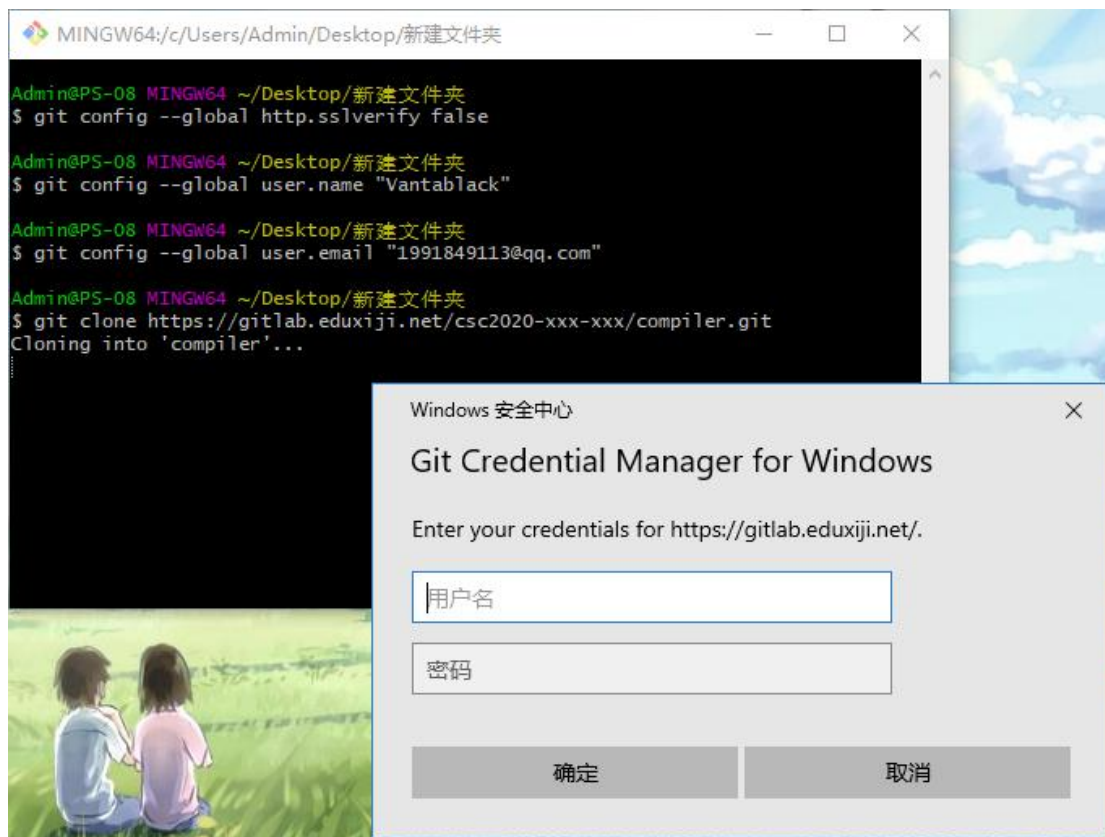 MINGW64:/c/Users/Admin/Desktop/新建文件夹
Admin@PS-08 MINGW64 ~/Desktop/新建文件夹
$ git config --global http.sslverify false
Admin@PS-08 MINGW64 ~/Desktop/新建文件夹
$ git config --global user.name "Vantablack"
Admin@PS-08 MINGW64 ~/Desktop/新建文件夹
$ git config --global user.email "1991849113@qq.com"
Admin@PS-08 MINGW64 ~/Desktop/新建文件夹
$ git clone https://gitlab.eduxiji.net/csc2020-xxx-xxx/compiler.git
Cloning into 'compiler'...
Windows 安全中心
Git Credential Manager for Windows
Enter your credentials for https://gitlab.eduxiji.net/.
用户名
密码
确定
取消